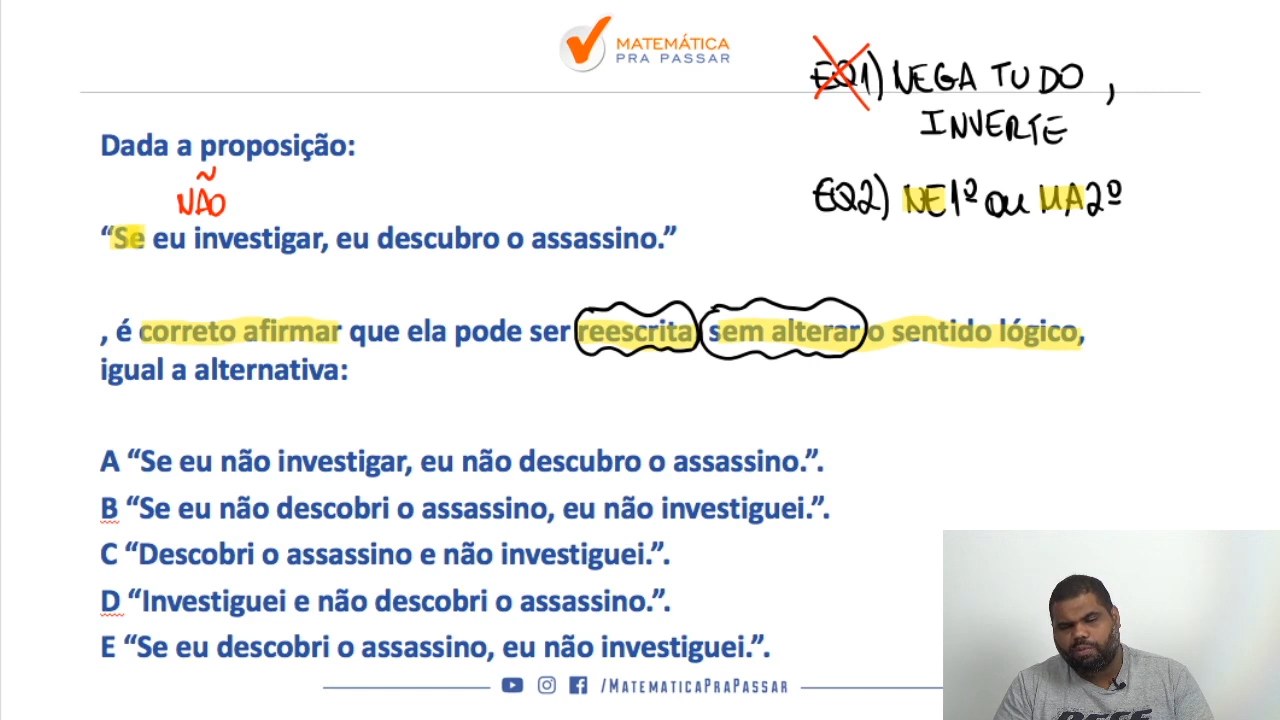 MATEMÁTICA
PRA PASSAR
EQ1) NEGA TUDO,
INVERTE
EQ2) NE1º OU MA2º
Dada a proposição:
NÃO
“Se eu investigar, eu descubro o assassino.”
, é correto afirmar que ela pode ser reescrita sem alterar o sentido lógico,
igual a alternativa:
A “Se eu não investigar, eu não descubro o assassino.”.
B “Se eu não descobri o assassino, eu não investiguei.”.
C “Descobri o assassino e não investiguei.”.
D “Investiguei e não descobri o assassino.”.
E “Se eu descobri o assassino, eu não investiguei.”.
/MATEMATICAPRAPASSAR